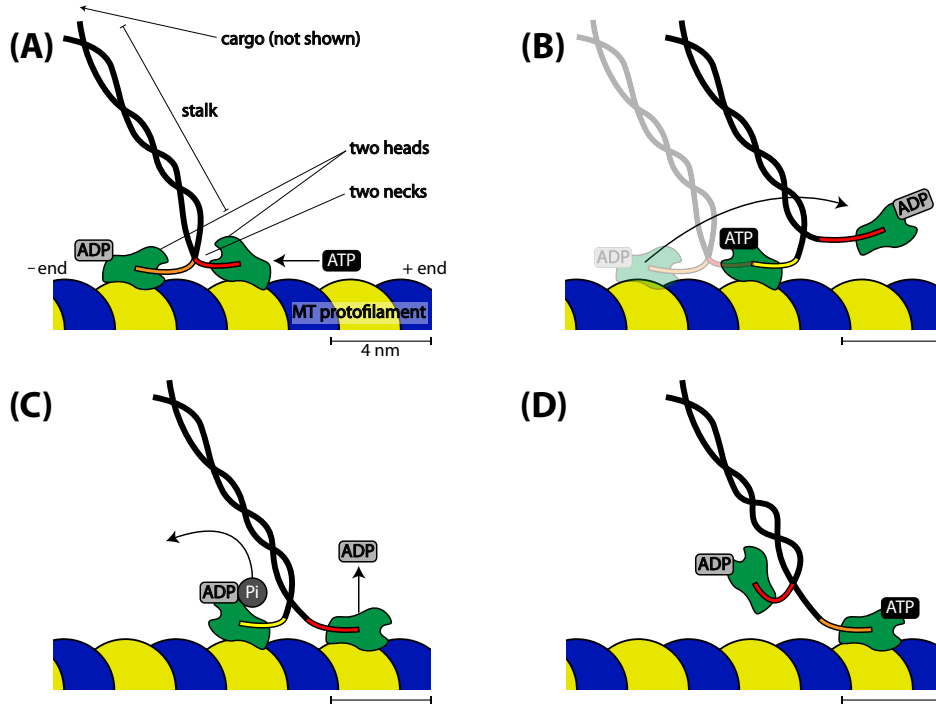 (A)
cargo (not shown)
stalk
two heads
two necks
ADP
ATP
– end
+ end
MT protofilament
4 nm
(B)
ADP
ATP
ADP
(C)
ADP
Pi
ADP
(D)
ADP
ATP